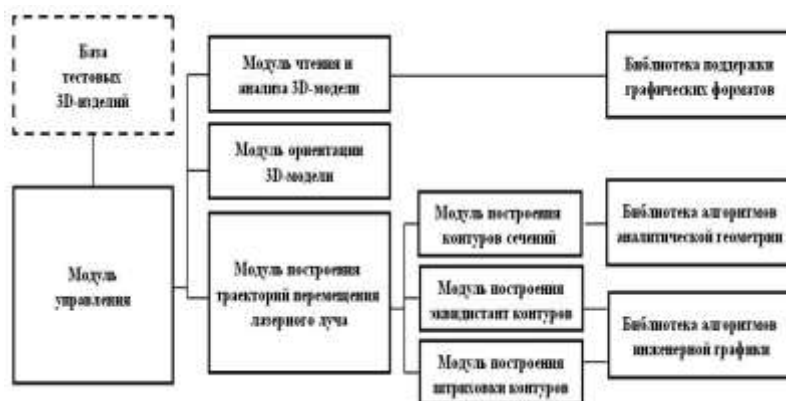 База
тестовых
3D-изделий
Модуль чтения и
анализа 3D-модели
Библиотека поддержки
графических форматов
Модуль ориентации
3D-модели
Модуль
управления
Модуль построения
траекторий перемещения
лазерного луча
Модуль построения
контуров сечений
Библиотека алгоритмов
аналитической геометрии
Модуль построения
эквидистант контуров
Модуль построения
штриховки контуров
Библиотека алгоритмов
инженерной графики